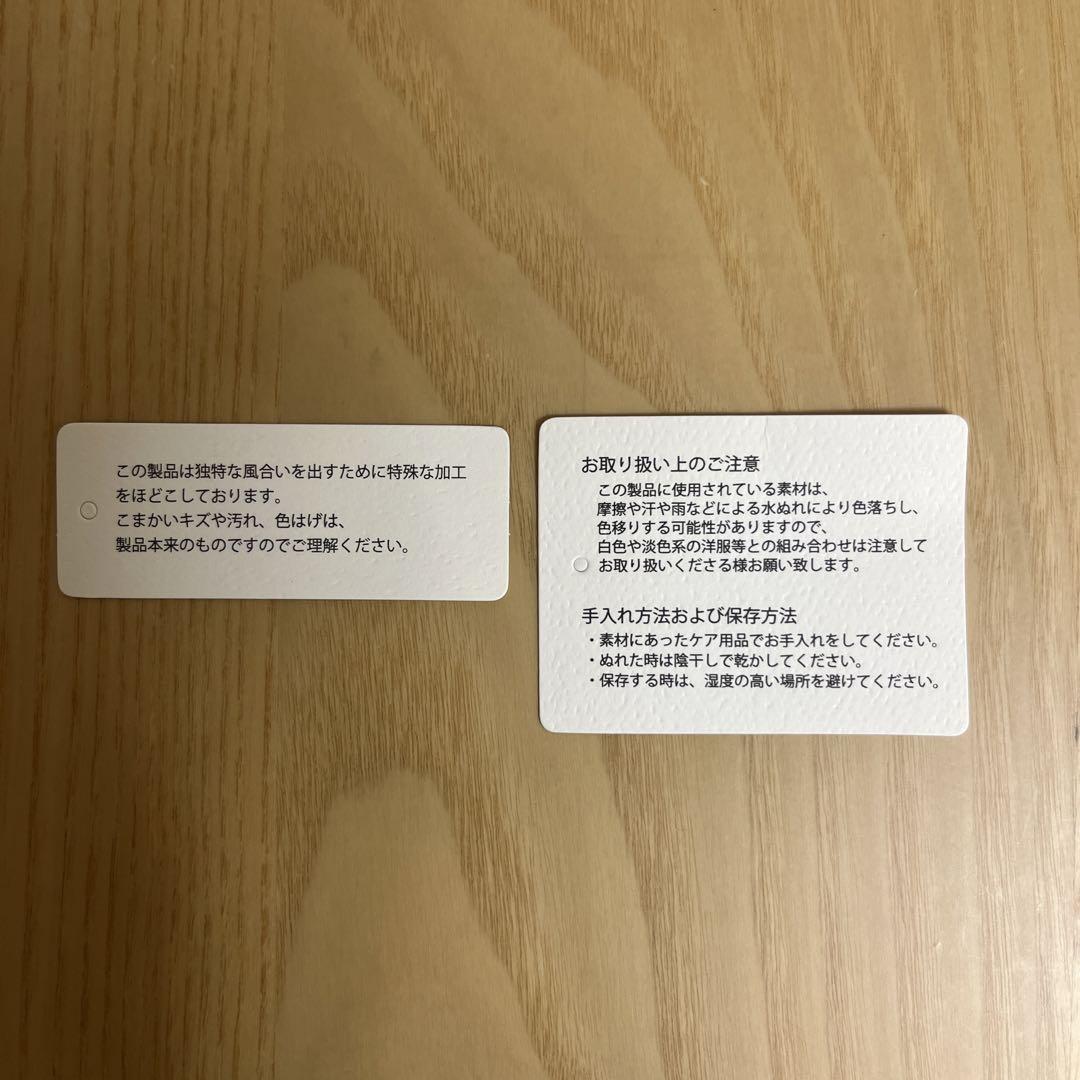 この製品は独特な風合いを出すために特殊な加工
をほどこしております。
こまかいキズや汚れ、色はげは、
製品本来のものですのでご理解ください。
お取り扱い上のご注意
この製品に使用されている素材は、
摩擦や汗や雨などによる水ぬれにより色落ちし、
色移りする可能性がありますので、
白色や淡色系の洋服等との組み合わせは注意して
お取り扱いくださる様お願い致します。
手入れ方法および保存方法
・素材にあったケア用品でお手入れをしてください。
・ぬれた時は陰干しで乾かしてください。
・保存する時は、湿度の高い場所を避けてください。